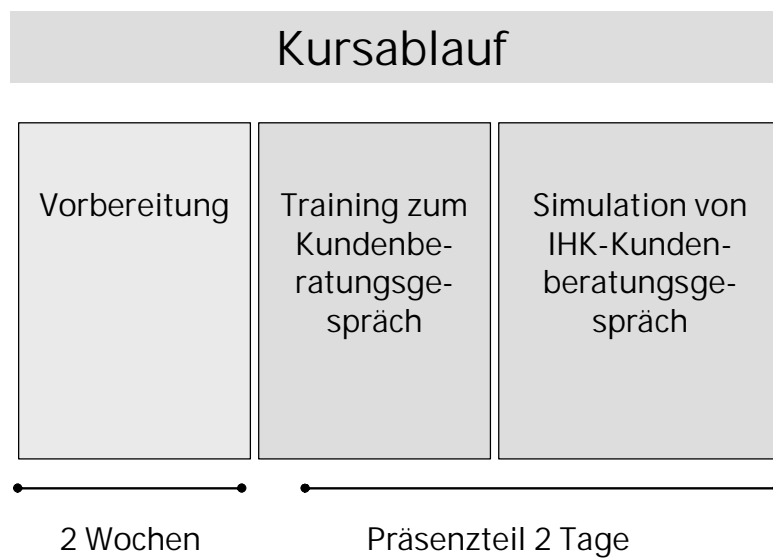 Kursablauf
Vorbereitung
Training zum
Kundenbe-
ratungsge-
spräch
Simulation von
IHK-Kunden-
beratungsge-
spräch
2 Wochen
Präsenzteil 2 Tage